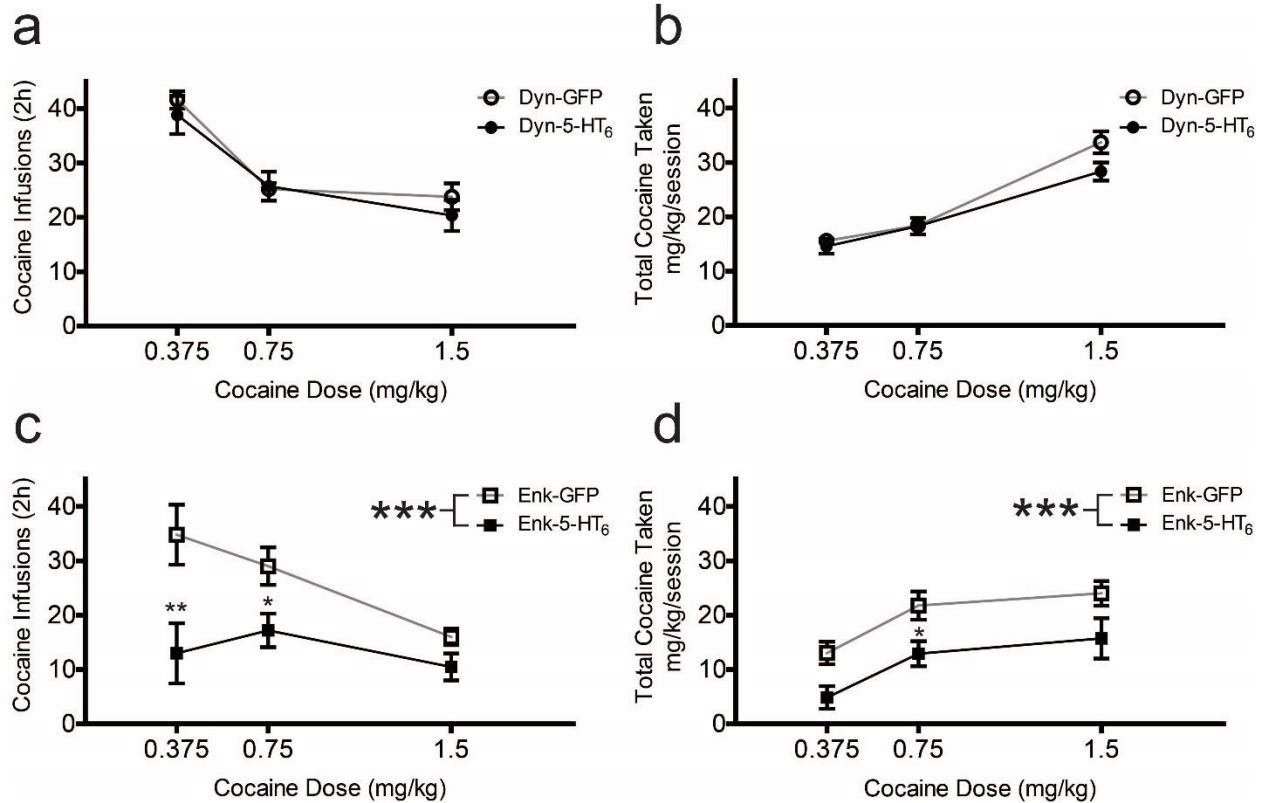 a
Cocaine Infusions (2h)
40
30
20
10
0
0.375
0.75
1.5
Cocaine Dose (mg/kg)
Dyn-GFP
Dyn-5-HT₆
b
Total Cocaine Taken
mg/kg/session
40
30
20
10
0
0.375
0.75
1.5
Cocaine Dose (mg/kg)
Dyn-GFP
Dyn-5-HT₆
c
Cocaine Infusions (2h)
40
30
20
10
0
0.375
0.75
1.5
Cocaine Dose (mg/kg)
***
Enk-GFP
Enk-5-HT₆
**
*
d
Total Cocaine Taken
mg/kg/session
40
30
20
10
0
0.375
0.75
1.5
Cocaine Dose (mg/kg)
***
Enk-GFP
Enk-5-HT₆
*